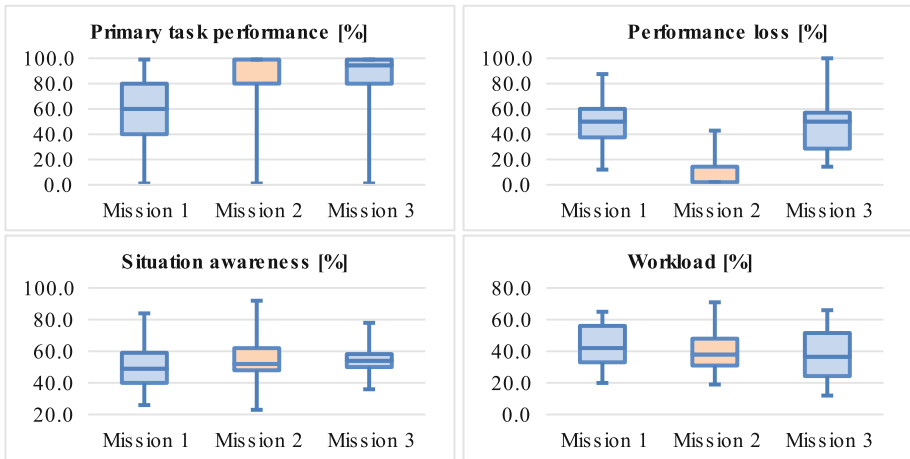 Primary task performance [%]
100.0
80.0
60.0
40.0
20.0
0.0
Mission 1 Mission 2 Mission 3
Performance loss [%]
100.0
80.0
60.0
40.0
20.0
0.0
Mission 1 Mission 2 Mission 3
Situation awareness [%]
100.0
80.0
60.0
40.0
20.0
Mission 1 Mission 2 Mission 3
Workload [%]
80.0
60.0
40.0
20.0
0.0
Mission 1 Mission 2 Mission 3